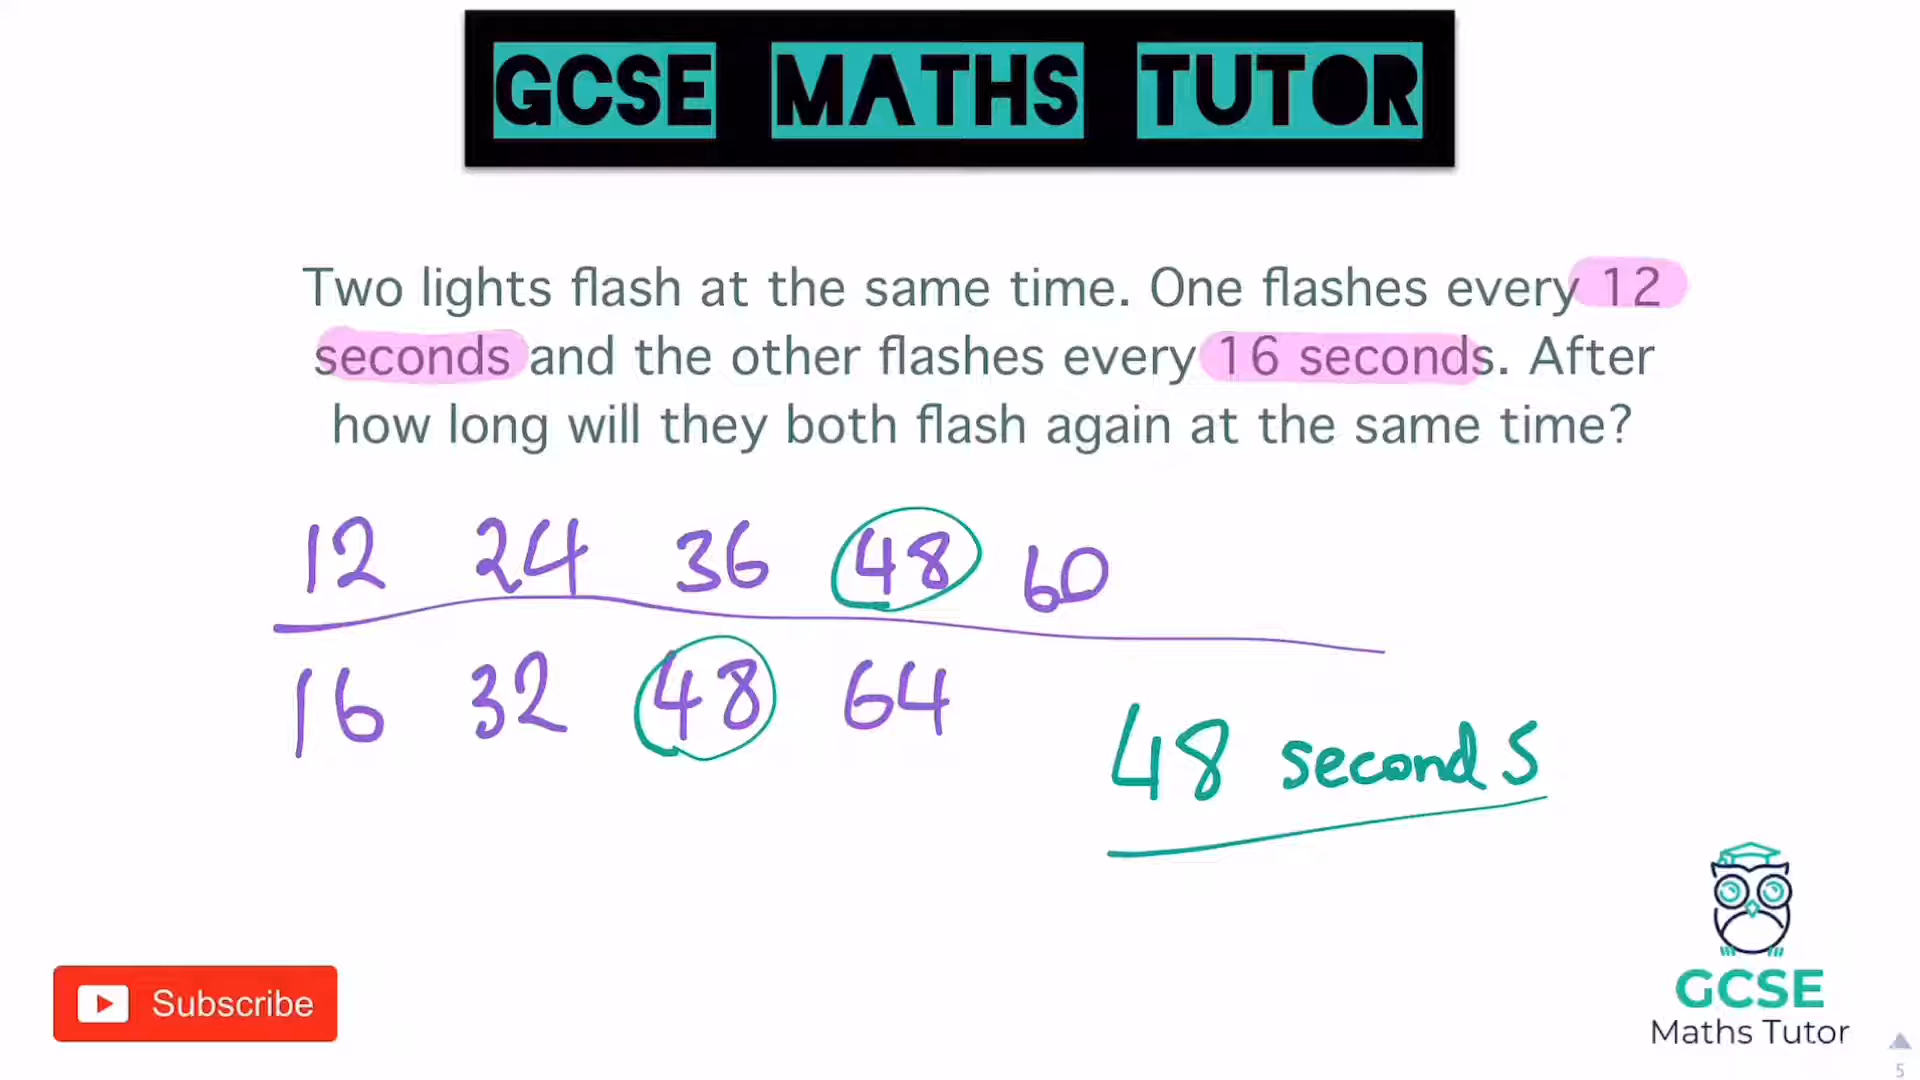 GCSE MATHS TUTOR
Two lights flash at the same time. One flashes every 12
seconds and the other flashes every 16 seconds. After
how long will they both flash again at the same time?
12 24 36 48 60
16 32 48 64
48 seconds
Subscribe
GCSE
Maths Tutor
5